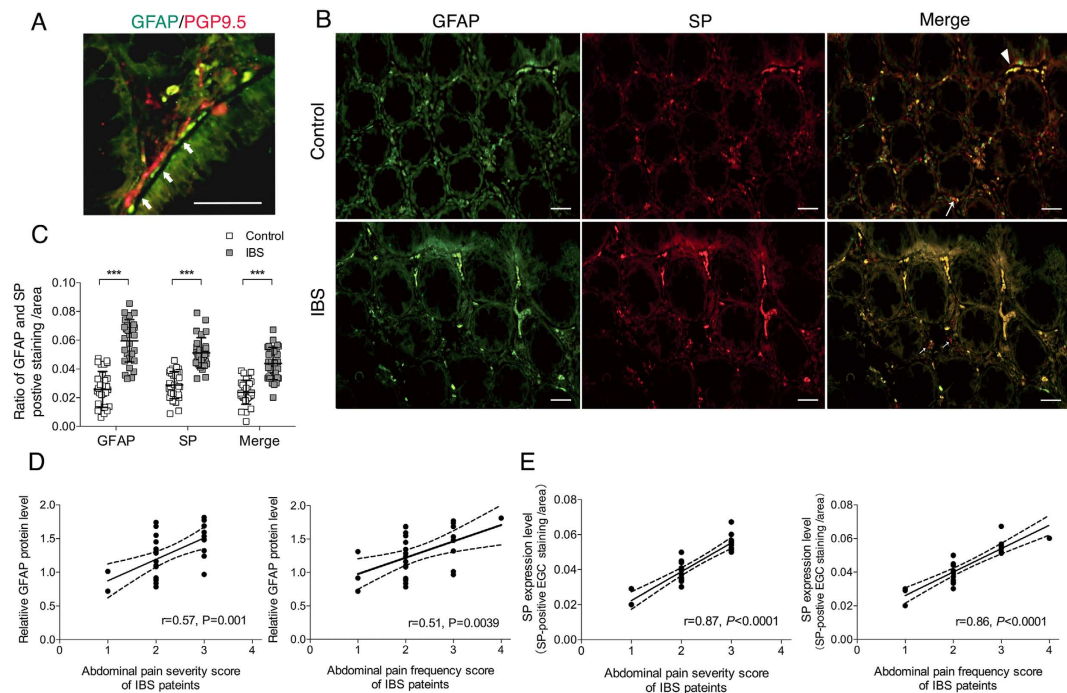 A
GFAP/PGP9.5
B
GFAP
SP
Merge
Control
IBS
C
Control
IBS
***
***
***
Ratio of GFAP and SP
postive staining /area
0.10
0.08
0.06
0.04
0.02
0.00
GFAP
SP
Merge
D
Relative GFAP protein level
2.0
1.5
1.0
0.5
0.0
r=0.57, P=0.001
0
1
2
3
4
Abdominal pain severity score
of IBS pateints
Relative GFAP protein level
2.0
1.5
1.0
0.5
0.0
r=0.51, P=0.0039
0
1
2
3
4
Abdominal pain frequency score
of IBS pateints
E
SP expression level
(SP-postive EGC staining /area)
0.08
0.06
0.04
0.02
0.00
r=0.87, P<0.0001
0
1
2
3
4
Abdominal pain severity score
of IBS pateints
SP expression level
(SP-postive EGC staining /area)
0.08
0.06
0.04
0.02
0.00
r=0.86, P<0.0001
0
1
2
3
4
Abdominal pain frequency score
of IBS pateints